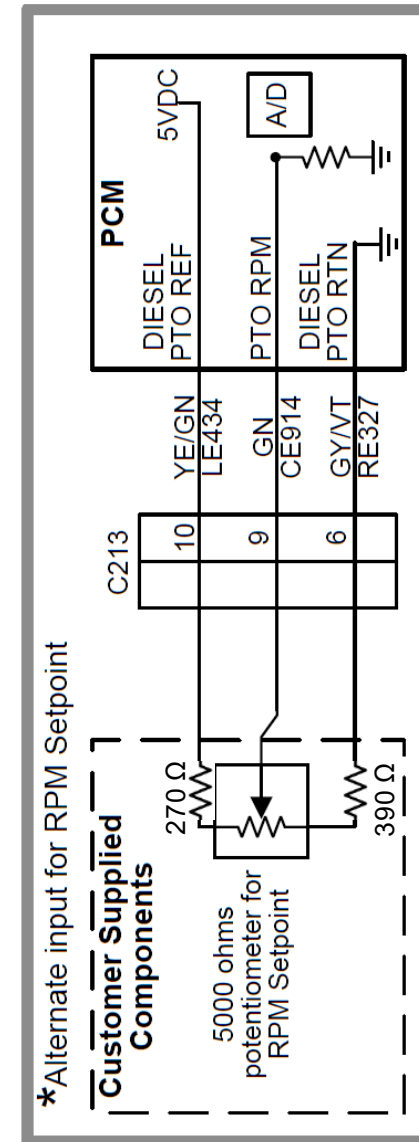 *Alternate input for RPM Setpoint
Customer Supplied
Components
5000 ohms
potentiometer for
RPM Setpoint
270 Ω
390 Ω
C213
10
9
6
YE/GN
LE434
GN
CE914
GY/VT
RE327
PCM
DIESEL
PTO REF
PTO RPM
DIESEL
PTO RTN
5VDC
A/D